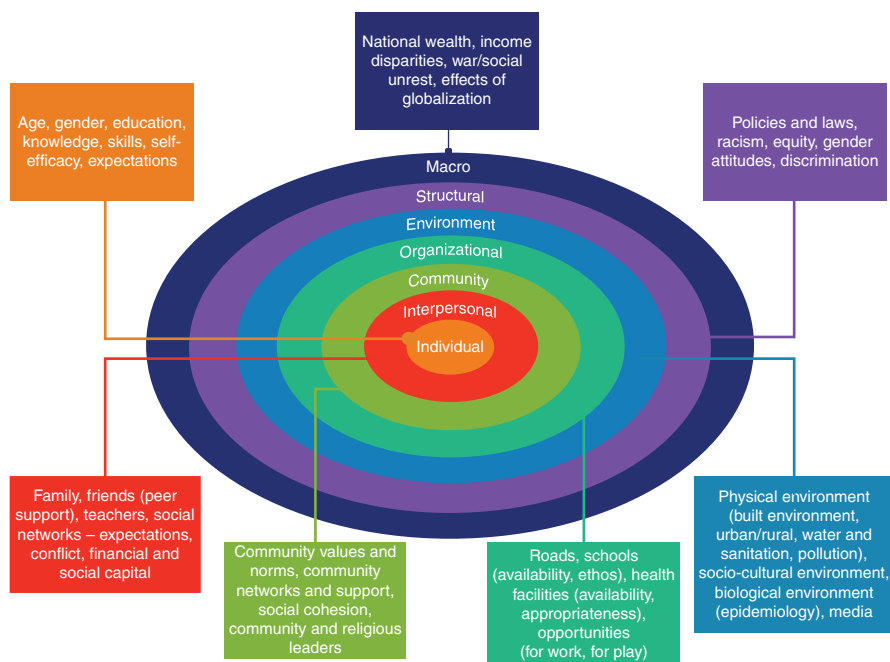 National wealth, income
disparities, war/social
unrest, effects of
globalization
Age, gender, education,
knowledge, skills, self-
efficacy, expectations
Policies and laws,
racism, equity, gender
attitudes, discrimination
Macro
Structural
Environment
Organizational
Community
Interpersonal
Individual
Family, friends (peer
support), teachers, social
networks – expectations,
conflict, financial and
social capital
Community values and
norms, community
networks and support,
social cohesion,
community and religious
leaders
Roads, schools
(availability, ethos), health
facilities (availability,
appropriateness),
opportunities
(for work, for play)
Physical environment
(built environment,
urban/rural, water and
sanitation, pollution),
socio-cultural environment,
biological environment
(epidemiology), media